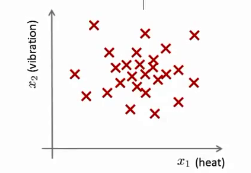 x₂ (vibration)
x₁ (heat)